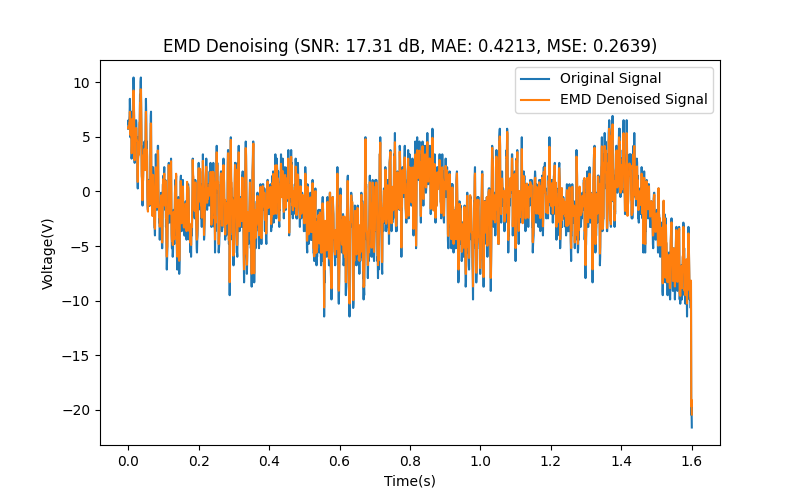 EMD Denoising (SNR: 17.31 dB, MAE: 0.4213, MSE: 0.2639)
Original Signal
EMD Denoised Signal
10
5
0
−5
−10
−15
−20
Voltage(V)
0.0 0.2 0.4 0.6 0.8 1.0 1.2 1.4 1.6
Time(s)